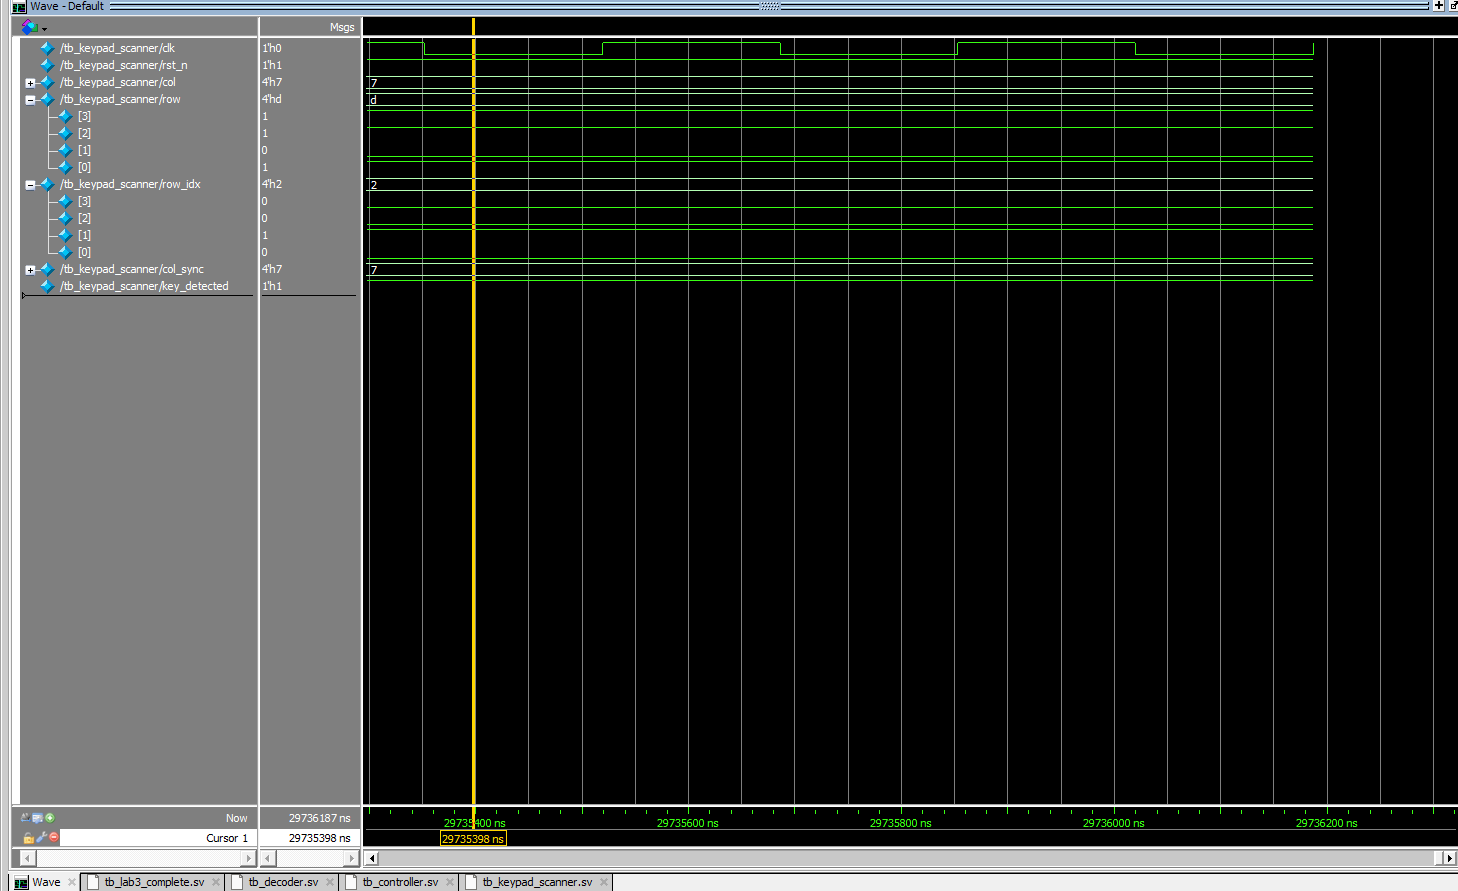 Wave - Default
Msgs
/tb_keypad_scanner/clk 1'h0
/tb_keypad_scanner/rst_n 1'h1
/tb_keypad_scanner/col 4'h7 7
/tb_keypad_scanner/row 4'hd d
[3] 1
[2] 1
[1] 0
[0] 1
/tb_keypad_scanner/row_idx 4'h2 2
[3] 0
[2] 0
[1] 1
[0] 0
/tb_keypad_scanner/col_sync 4'h7 7
/tb_keypad_scanner/key_detected 1'h1
Now 29736187 ns 29735400 ns 29735600 ns 29735800 ns 29736000 ns 29736200 ns
Cursor 1 29735398 ns 29735398 ns
Wave tb_lab3_complete.sv tb_decoder.sv tb_controller.sv tb_keypad_scanner.sv